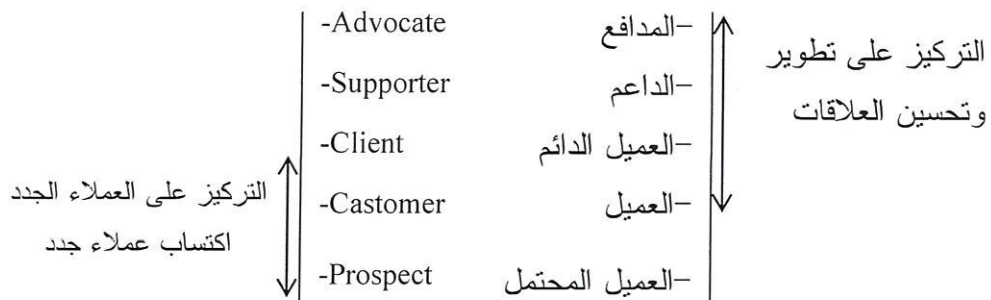 -Advocate –المدافع
-Supporter –الداعم
-Client –العميل الدائم
-Castomer –العميل
-Prospect –العميل المحتمل
التركيز على تطوير
وتحسين العلاقات
التركيز على العملاء الجدد
اكتساب عملاء جدد